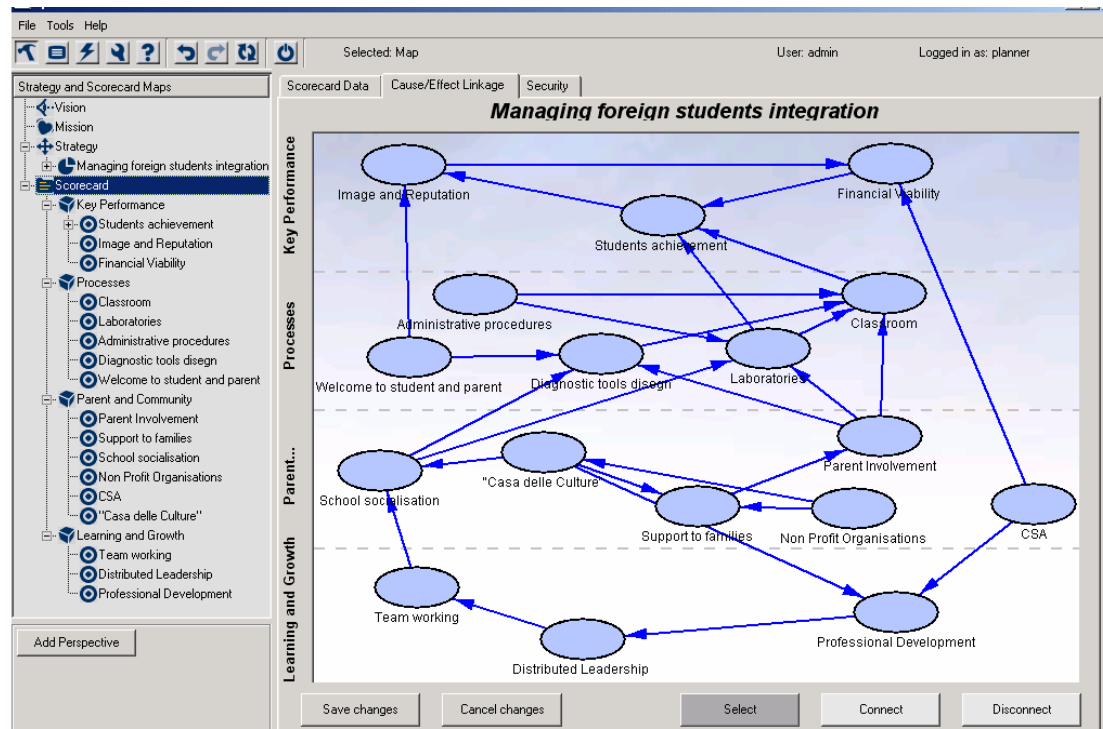 File Tools Help
Selected: Map
User: admin
Logged in as: planner
Strategy and Scorecard Maps
Vision
Mission
Strategy
Managing foreign students integration
Scorecard
Key Performance
Students achievement
Image and Reputation
Financial Viability
Processes
Classroom
Laboratories
Administrative procedures
Diagnostic tools disegn
Welcome to student and parent
Parent and Community
Parent Involvement
Support to families
School socialisation
Non Profit Organisations
CSA
"Casa delle Culture"
Learning and Growth
Team working
Distributed Leadership
Professional Development
Add Perspective
Scorecard Data
Cause/Effect Linkage
Security
Managing foreign students integration
Key Performance
Image and Reputation
Financial Viability
Students achievement
Processes
Administrative procedures
Classroom
Welcome to student and parent
Diagnostic tools disegn
Laboratories
Parent...
School socialisation
"Casa delle Culture"
Parent Involvement
Support to families
Non Profit Organisations
CSA
Learning and Growth
Team working
Distributed Leadership
Professional Development
Save changes
Cancel changes
Select
Connect
Disconnect